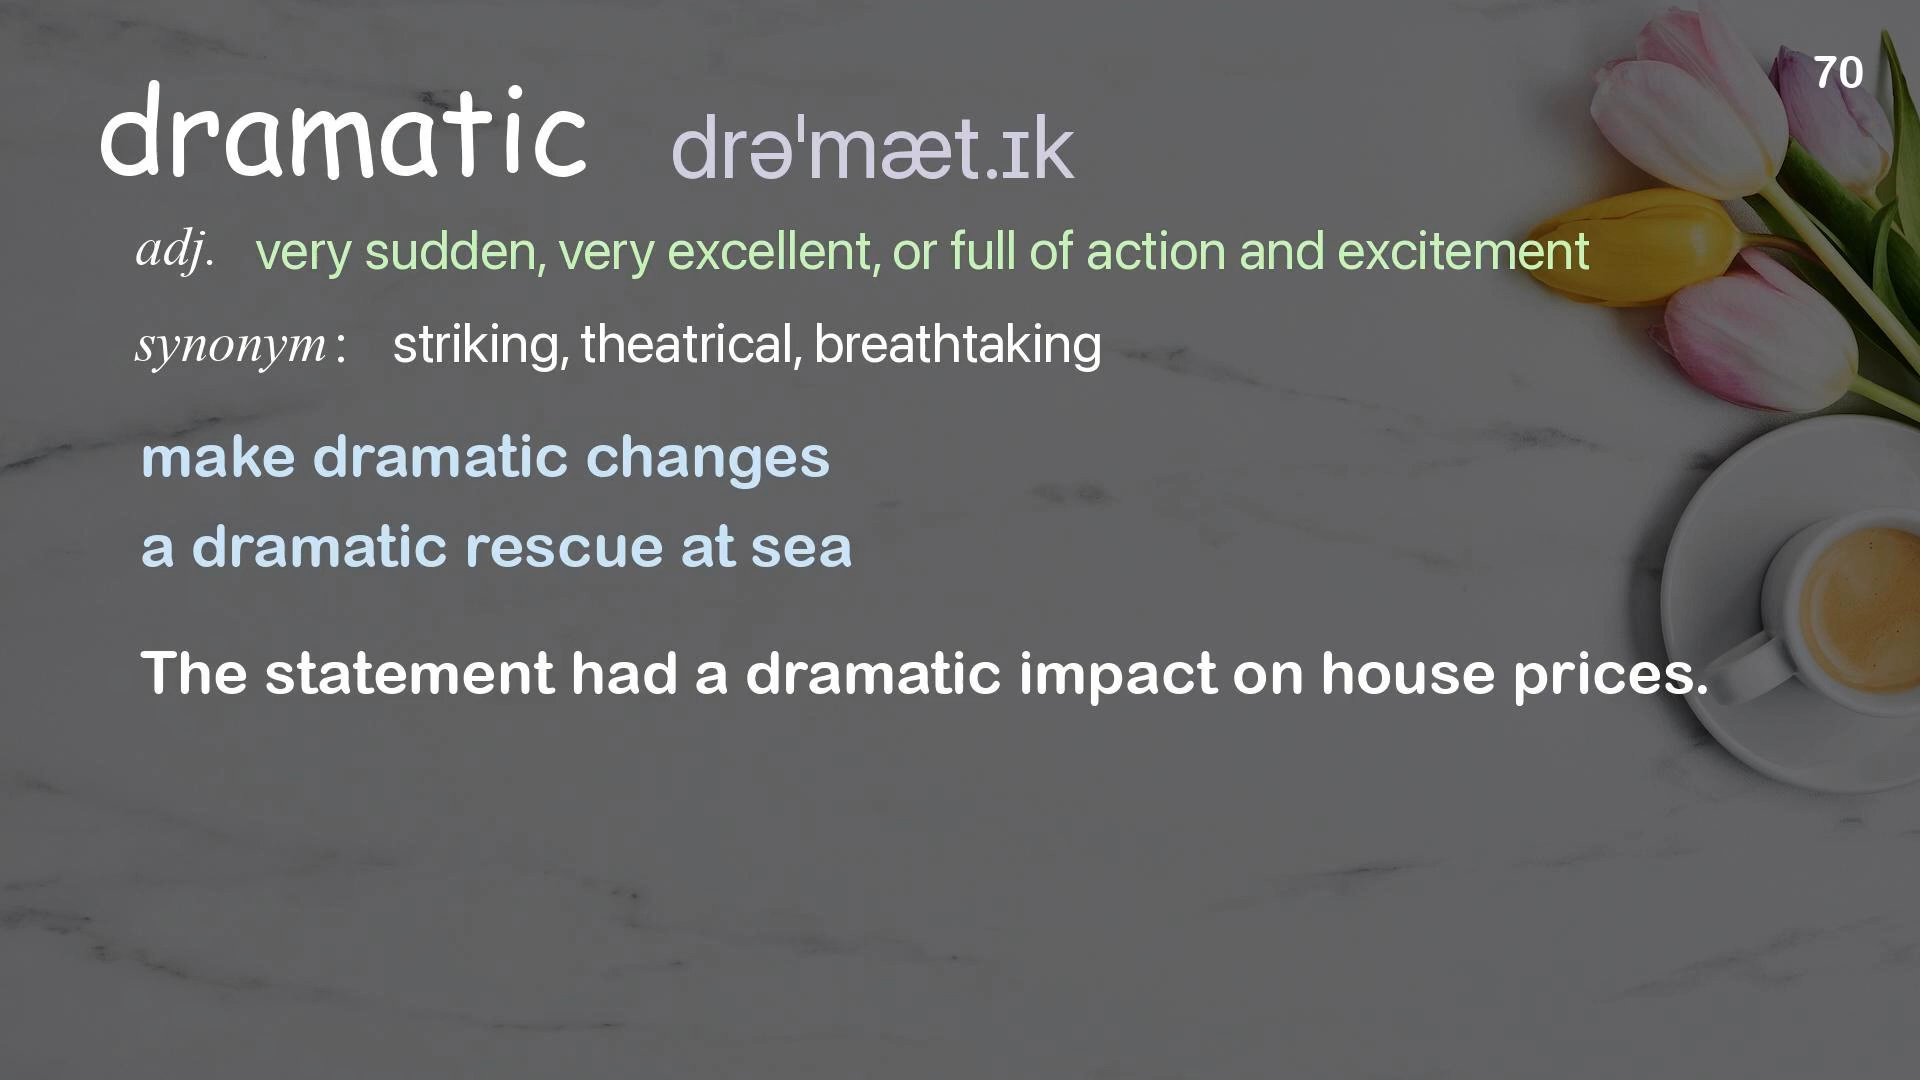 70
dramatic drəˈmæt.ɪk
adj. very sudden, very excellent, or full of action and excitement
synonym: striking, theatrical, breathtaking
make dramatic changes
a dramatic rescue at sea
The statement had a dramatic impact on house prices.